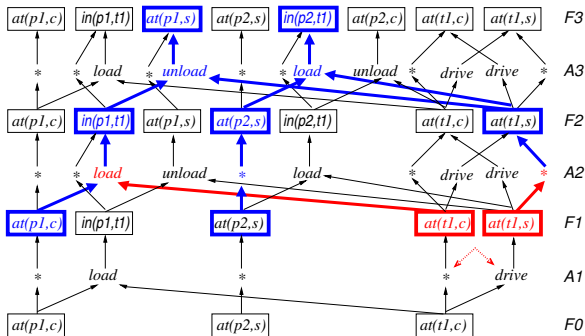 at(p1,c) in(p1,t1) at(p1,s) at(p2,s) in(p2,t1) at(p2,c) at(t1,c) at(t1,s) F3
* * load * unload * * load * unload * drive drive * A3
at(p1,c) in(p1,t1) at(p1,s) at(p2,s) in(p2,t1) at(t1,c) at(t1,s) F2
* load * unload * load * drive drive * A2
at(p1,c) in(p1,t1) at(p2,s) at(t1,c) at(t1,s) F1
* load * * drive A1
at(p1,c) at(p2,s) at(t1,c) F0